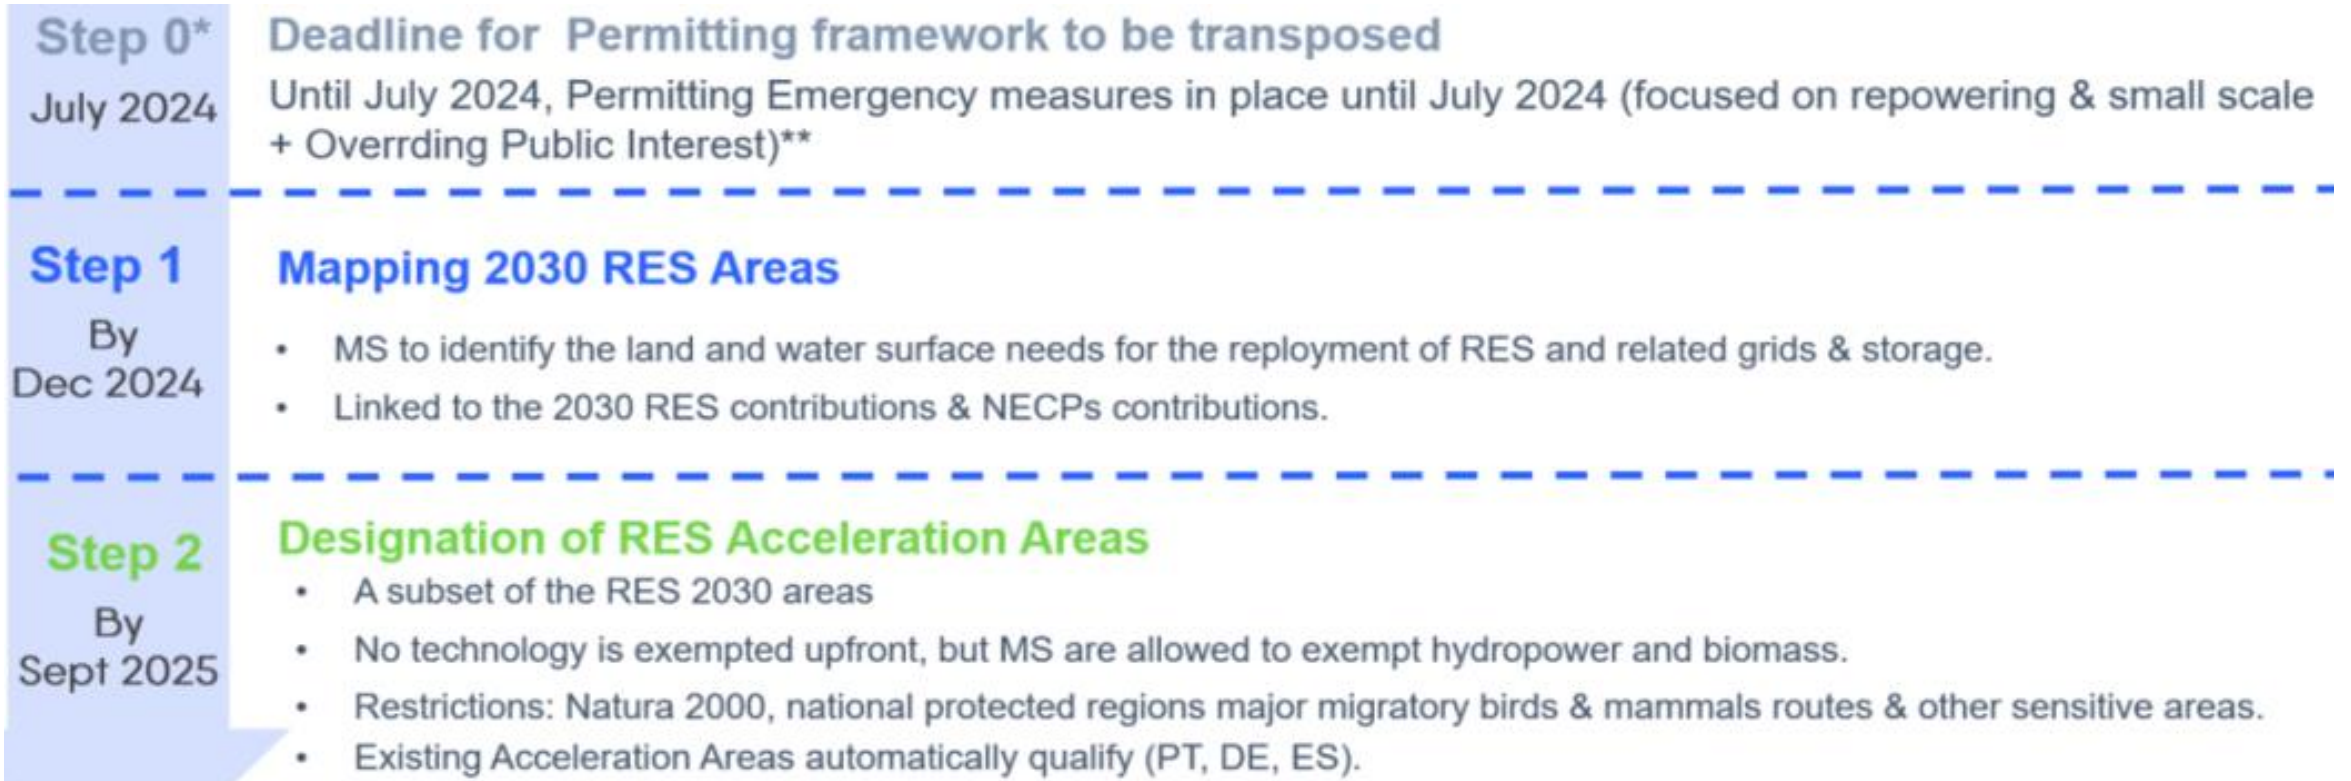 Step 0*
July 2024
Deadline for Permitting framework to be transposed
Until July 2024, Permitting Emergency measures in place until July 2024 (focused on repowering & small scale
+ Overrding Public Interest)**
Step 1
By
Dec 2024
Mapping 2030 RES Areas
• MS to identify the land and water surface needs for the reployment of RES and related grids & storage.
• Linked to the 2030 RES contributions & NECPs contributions.
Step 2
By
Sept 2025
Designation of RES Acceleration Areas
• A subset of the RES 2030 areas
• No technology is exempted upfront, but MS are allowed to exempt hydropower and biomass.
• Restrictions: Natura 2000, national protected regions major migratory birds & mammals routes & other sensitive areas.
• Existing Acceleration Areas automatically qualify (PT, DE, ES).